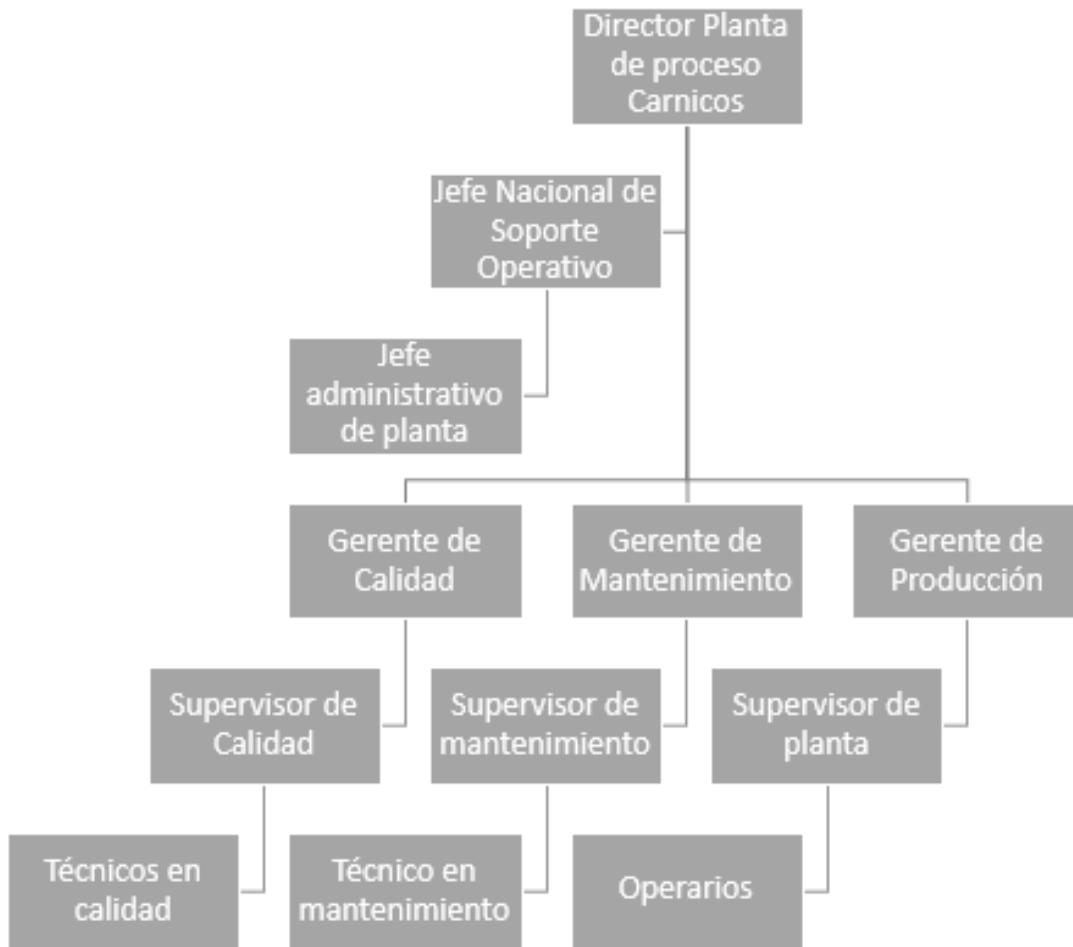 Director Planta
de proceso
Carnicos
Jefe Nacional de
Soporte
Operativo
Jefe
administrativo
de planta
Gerente de
Calidad
Gerente de
Mantenimiento
Gerente de
Producción
Supervisor de
Calidad
Supervisor de
mantenimiento
Supervisor de
planta
Técnicos en
calidad
Técnico en
mantenimiento
Operarios